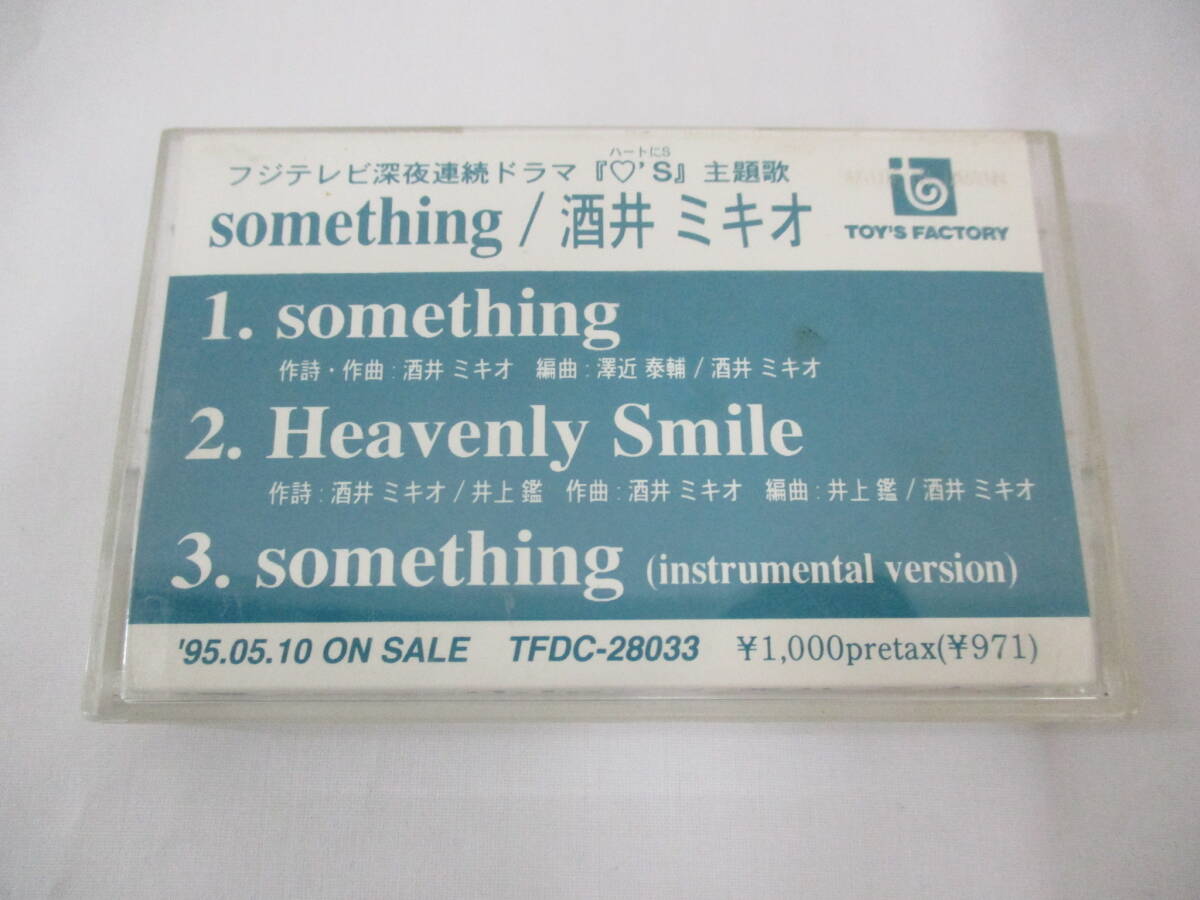 ハートにS
フジテレビ深夜連続ドラマ『♡'S』主題歌
something / 酒井 ミキオ
TOY'S FACTORY
1. something
作詩・作曲：酒井 ミキオ 編曲：澤近 泰輔 / 酒井 ミキオ
2. Heavenly Smile
作詩：酒井 ミキオ / 井上 鑑 作曲：酒井 ミキオ 編曲：井上 鑑 / 酒井 ミキオ
3. something (instrumental version)
'95.05.10 ON SALE TFDC-28033 ¥1,000pretax(¥971)